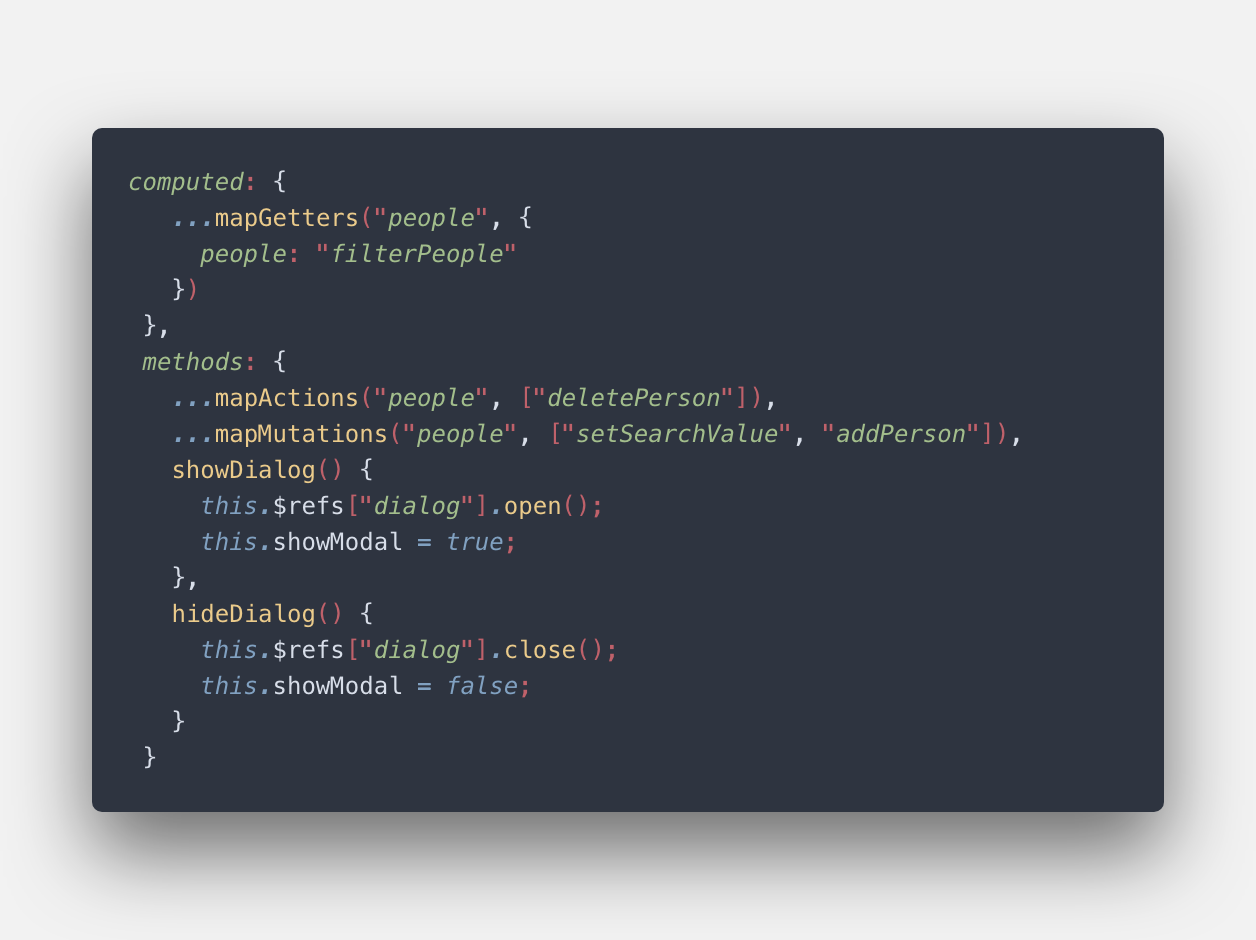 computed: {
   ...mapGetters("people", {
     people: "filterPeople"
   })
 },
 methods: {
   ...mapActions("people", ["deletePerson"]),
   ...mapMutations("people", ["setSearchValue", "addPerson"]),
   showDialog() {
     this.$refs["dialog"].open();
     this.showModal = true;
   },
   hideDialog() {
     this.$refs["dialog"].close();
     this.showModal = false;
   }
 }